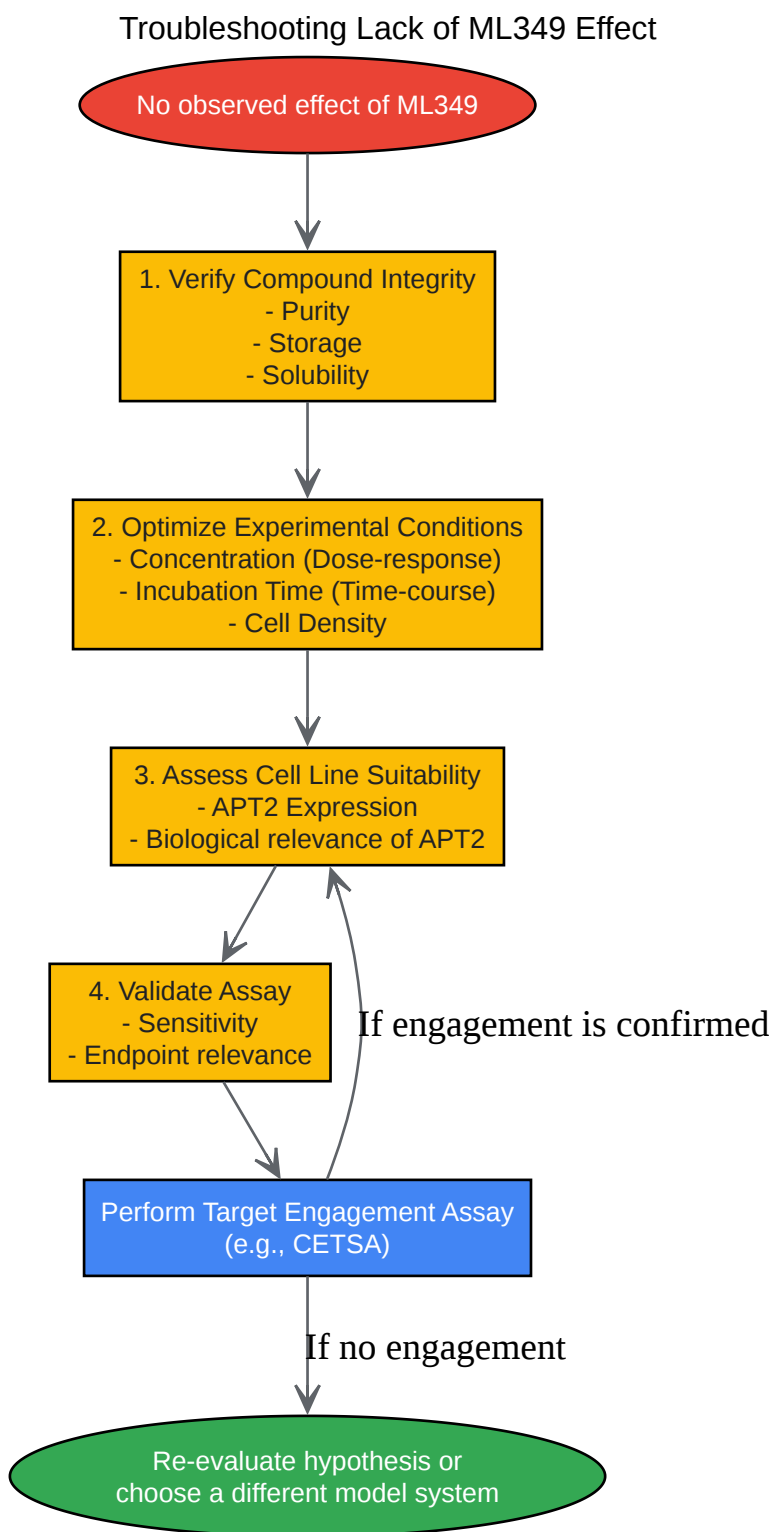 Troubleshooting Lack of ML349 Effect
No observed effect of ML349
1. Verify Compound Integrity
- Purity
- Storage
- Solubility
2. Optimize Experimental Conditions
- Concentration (Dose-response)
- Incubation Time (Time-course)
- Cell Density
3. Assess Cell Line Suitability
- APT2 Expression
- Biological relevance of APT2
4. Validate Assay
- Sensitivity
- Endpoint relevance
If engagement is confirmed
Perform Target Engagement Assay
(e.g., CETSA)
If no engagement
Re-evaluate hypothesis or
choose a different model system